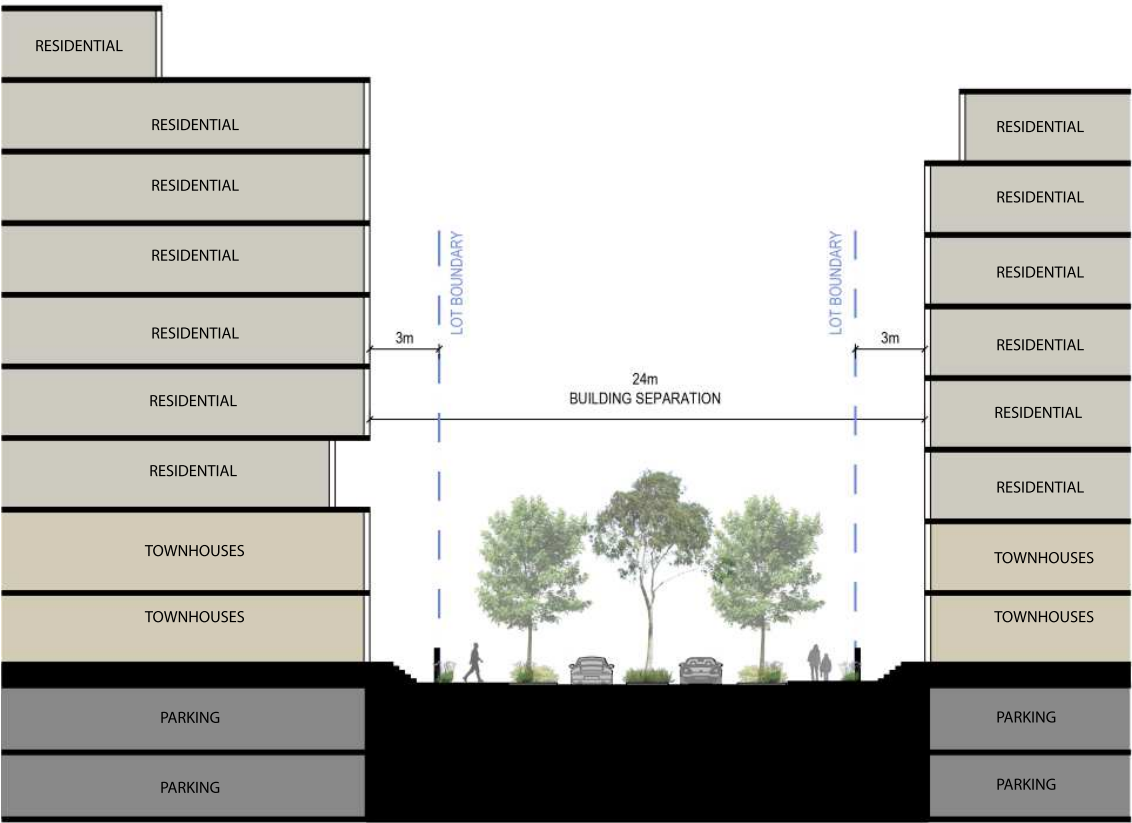 RESIDENTIAL
RESIDENTIAL
RESIDENTIAL
RESIDENTIAL
RESIDENTIAL
RESIDENTIAL
RESIDENTIAL
TOWNHOUSES
TOWNHOUSES
PARKING
PARKING
3m
LOT BOUNDARY
24m
BUILDING SEPARATION
LOT BOUNDARY
3m
RESIDENTIAL
RESIDENTIAL
RESIDENTIAL
RESIDENTIAL
RESIDENTIAL
RESIDENTIAL
TOWNHOUSES
TOWNHOUSES
PARKING
PARKING